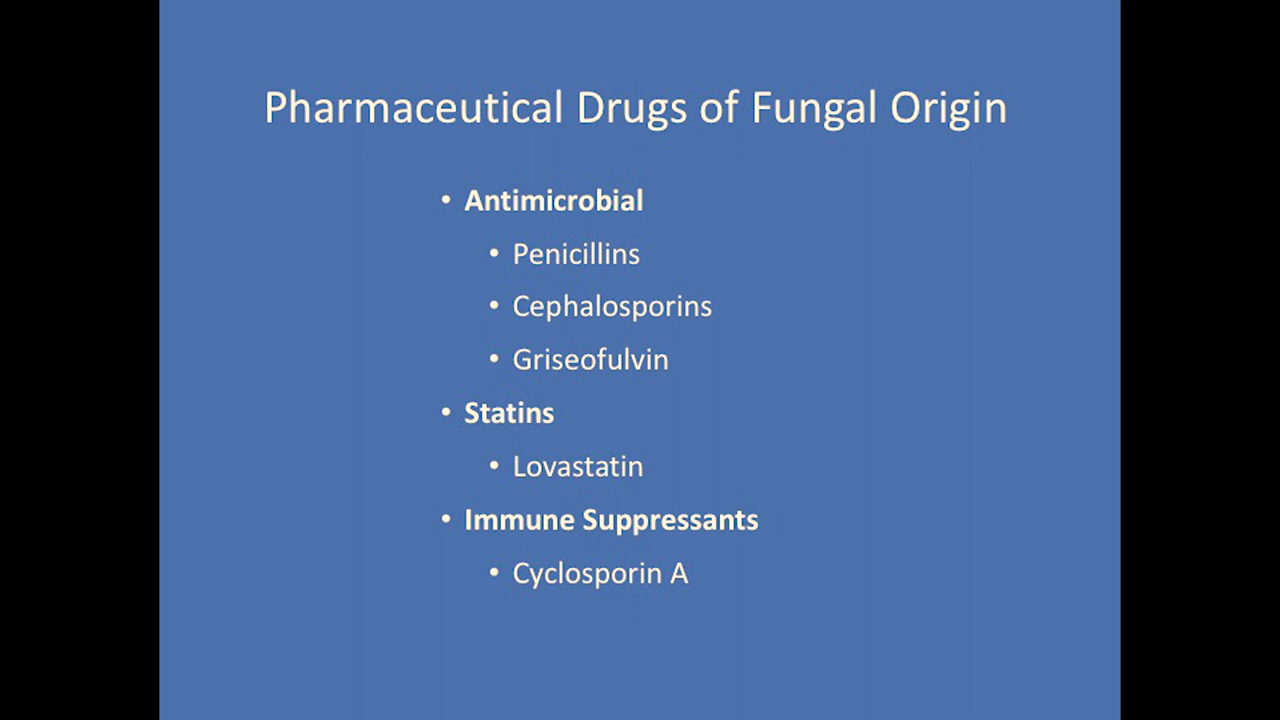 Pharmaceutical Drugs of Fungal Origin
• Antimicrobial
• Penicillins
• Cephalosporins
• Griseofulvin
• Statins
• Lovastatin
• Immune Suppressants
• Cyclosporin A